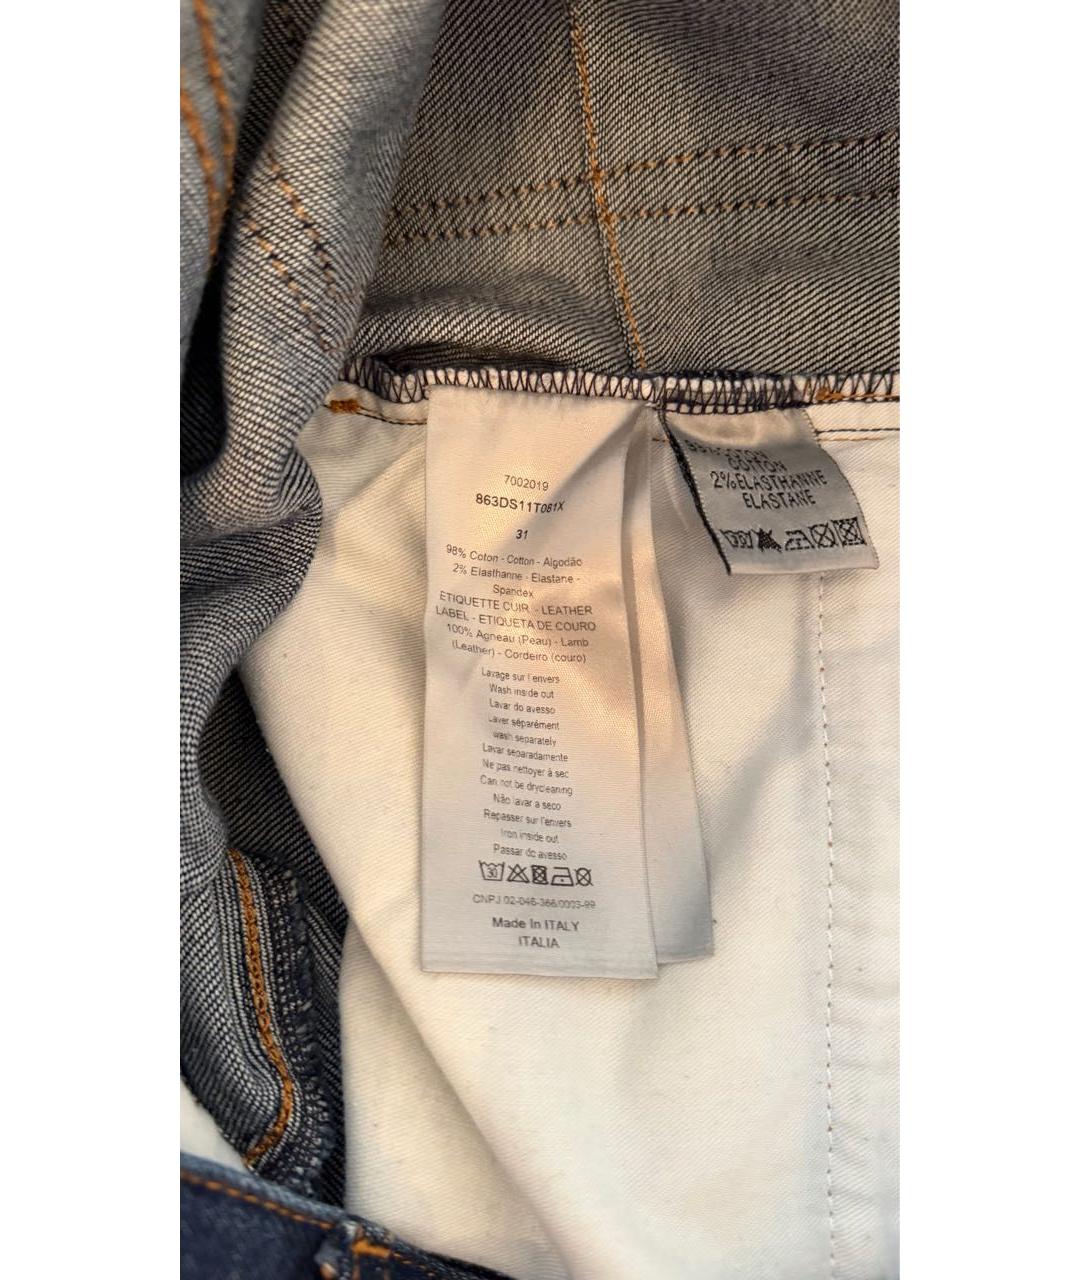 7002019
863DS11T081X
31
98% Coton - Cotton - Algodão
2% Elasthanne - Elastane -
Spandex
ETIQUETTE CUIR - LEATHER
LABEL - ETIQUETA DE COURO
100% Agneau (Peau) - Lamb
(Leather) - Cordeiro (couro)
Lavage sur l envers
Wash inside out
Lavar do avesso
Laver séparément
wash separately
Lavar separadamente
Ne pas nettoyer à sec
Can not be drycleaning
Não lavar a seco
Repasser sur l'envers
Iron inside out
Passar do avesso
30
CNPJ 02-046-366/0003-99
Made In ITALY
ITALIA
COTTON
2%ELASTHANNE
ELASTANE